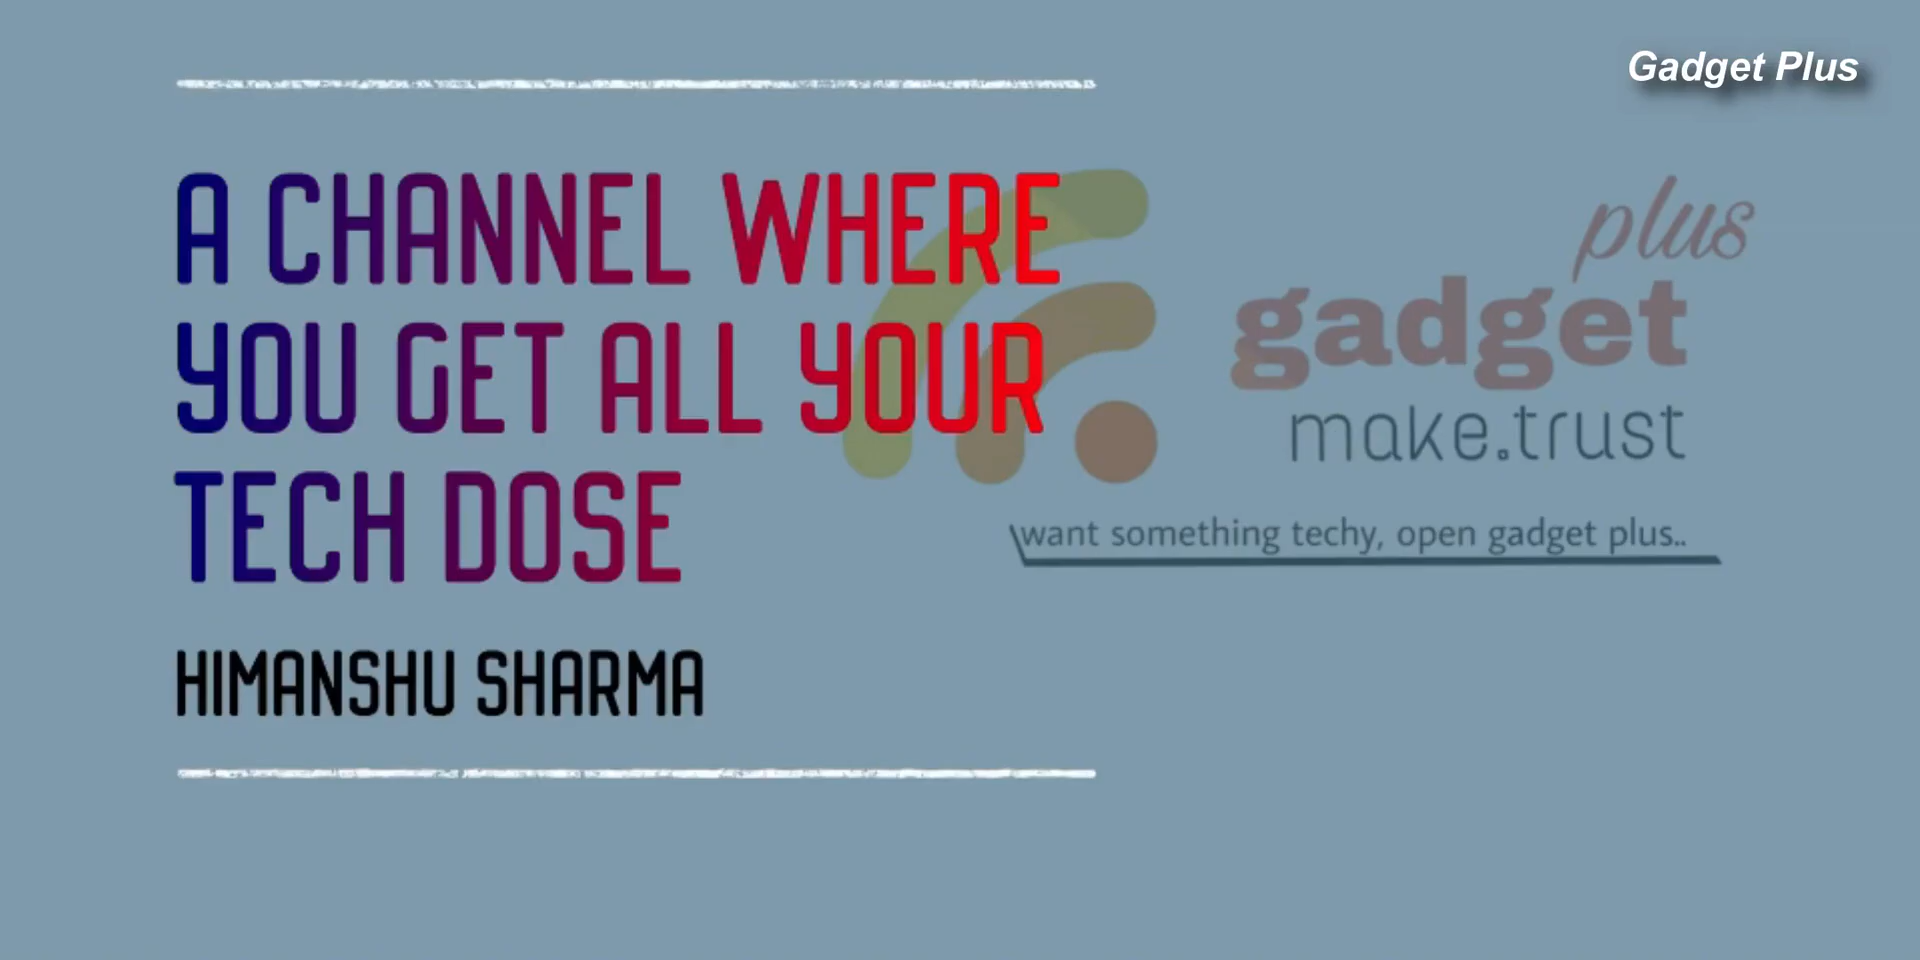 Gadget Plus
A CHANNEL WHERE
YOU GET ALL YOUR
TECH DOSE
HIMANSHU SHARMA
plus
gadget
make.trust
want something techy, open gadget plus..